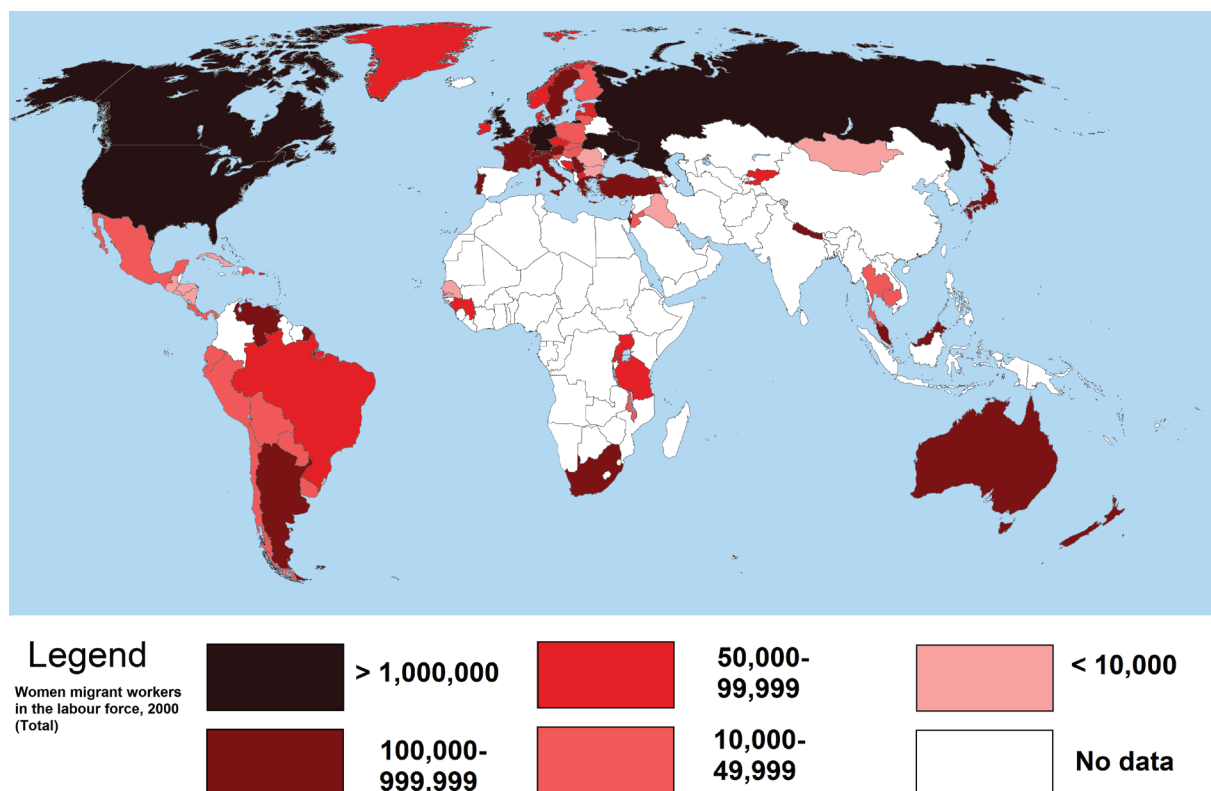 Legend
Women migrant workers
in the labour force, 2000
(Total)
> 1,000,000
100,000-
999,999
50,000-
99,999
10,000-
49,999
< 10,000
No data